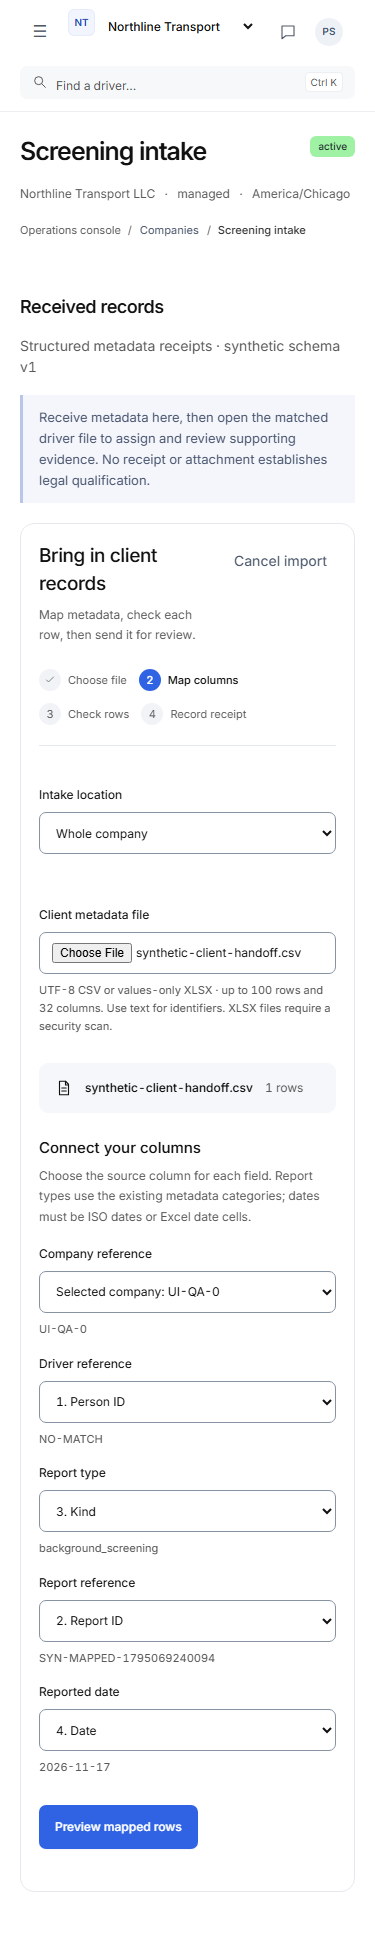 NT Northline Transport PS
Find a driver... Ctrl K
Screening intake active
Northline Transport LLC · managed · America/Chicago
Operations console / Companies / Screening intake
Received records
Structured metadata receipts · synthetic schema
v1
Receive metadata here, then open the matched
driver file to assign and review supporting
evidence. No receipt or attachment establishes
legal qualification.
Bring in client
records
Cancel import
Map metadata, check each
row, then send it for review.
Choose file 2 Map columns
3 Check rows 4 Record receipt
Intake location
Whole company
Client metadata file
Choose File synthetic-client-handoff.csv
UTF-8 CSV or values-only XLSX · up to 100 rows and
32 columns. Use text for identifiers. XLSX files require a
security scan.
synthetic-client-handoff.csv 1 rows
Connect your columns
Choose the source column for each field. Report
types use the existing metadata categories; dates
must be ISO dates or Excel date cells.
Company reference
Selected company: UI-QA-0
UI-QA-0
Driver reference
1. Person ID
NO-MATCH
Report type
3. Kind
background_screening
Report reference
2. Report ID
SYN-MAPPED-1795069240094
Reported date
4. Date
2026-11-17
Preview mapped rows